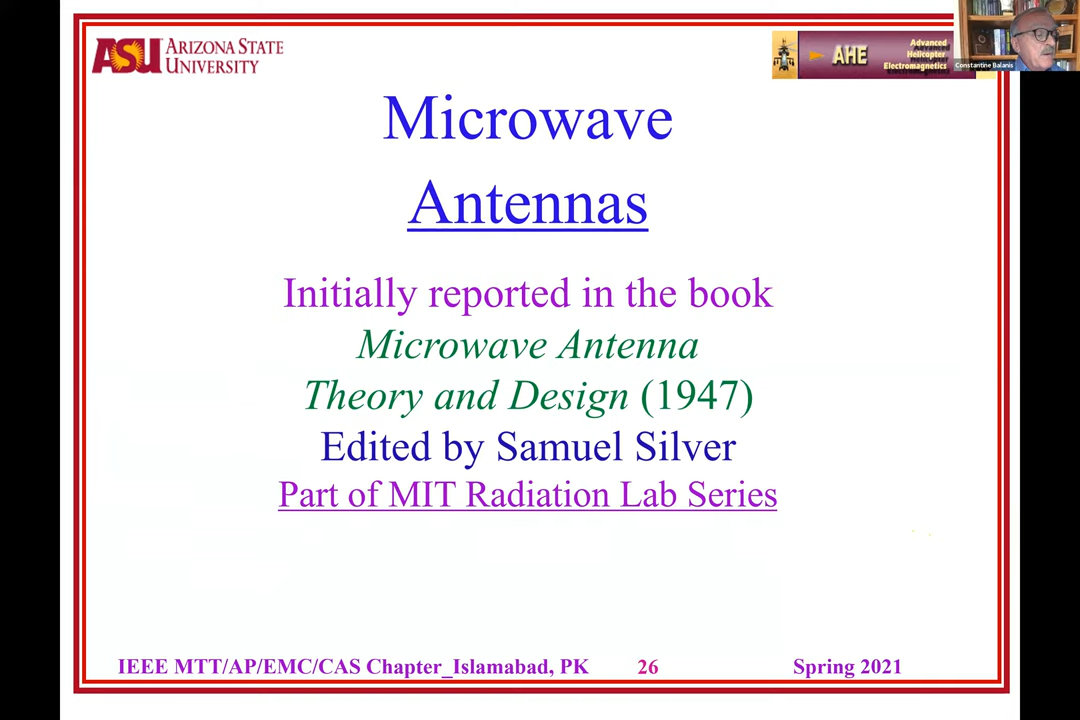 ASU ARIZONA STATE
UNIVERSITY
AHE
Advanced
Helicopter
Electromagnetics
Constantine Balanis
Microwave
Antennas
Initially reported in the book
Microwave Antenna
Theory and Design (1947)
Edited by Samuel Silver
Part of MIT Radiation Lab Series
IEEE MTT/AP/EMC/CAS Chapter_Islamabad, PK 26 Spring 2021